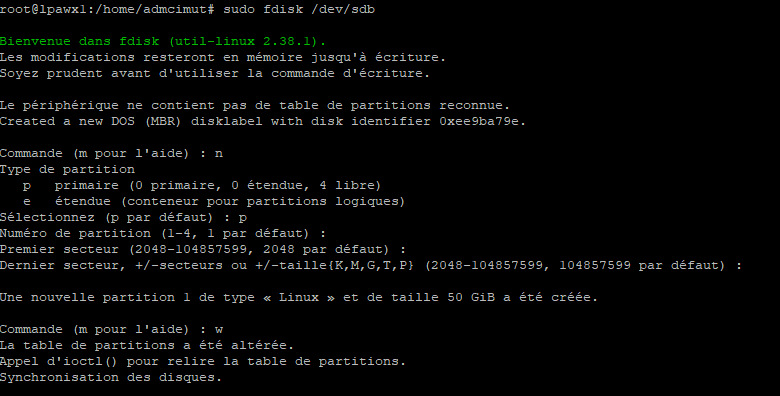 root@lpawx1:/home/admcimut# sudo fdisk /dev/sdb
Bienvenue dans fdisk (util-linux 2.38.1).
Les modifications resteront en mémoire jusqu'à écriture.
Soyez prudent avant d'utiliser la commande d'écriture.
Le périphérique ne contient pas de table de partitions reconnue.
Created a new DOS (MBR) disklabel with disk identifier 0xee9ba79e.
Commande (m pour l'aide) : n
Type de partition
   p   primaire (0 primaire, 0 étendue, 4 libre)
   e   étendue (conteneur pour partitions logiques)
Sélectionnez (p par défaut) : p
Numéro de partition (1-4, 1 par défaut) :
Premier secteur (2048-104857599, 2048 par défaut) :
Dernier secteur, +/-secteurs ou +/-taille{K,M,G,T,P} (2048-104857599, 104857599 par défaut) :
Une nouvelle partition 1 de type « Linux » et de taille 50 GiB a été créée.
Commande (m pour l'aide) : w
La table de partitions a été altérée.
Appel d'ioctl() pour relire la table de partitions.
Synchronisation des disques.